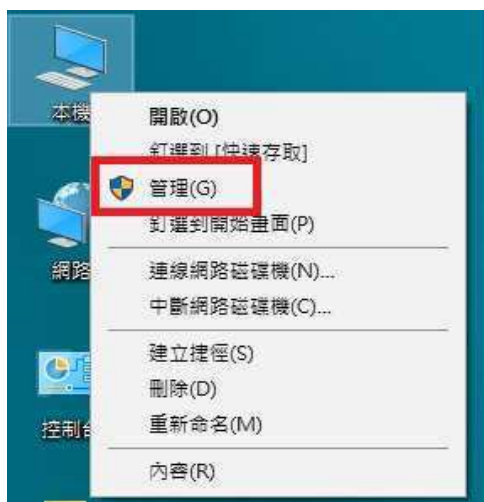 本機
開啟(O)
釘選到 [快速存取]
管理(G)
釘選到開始畫面(P)
網路
連線網路磁碟機(N)...
中斷網路磁碟機(C)...
建立捷徑(S)
刪除(D)
控制台
重新命名(M)
內容(R)